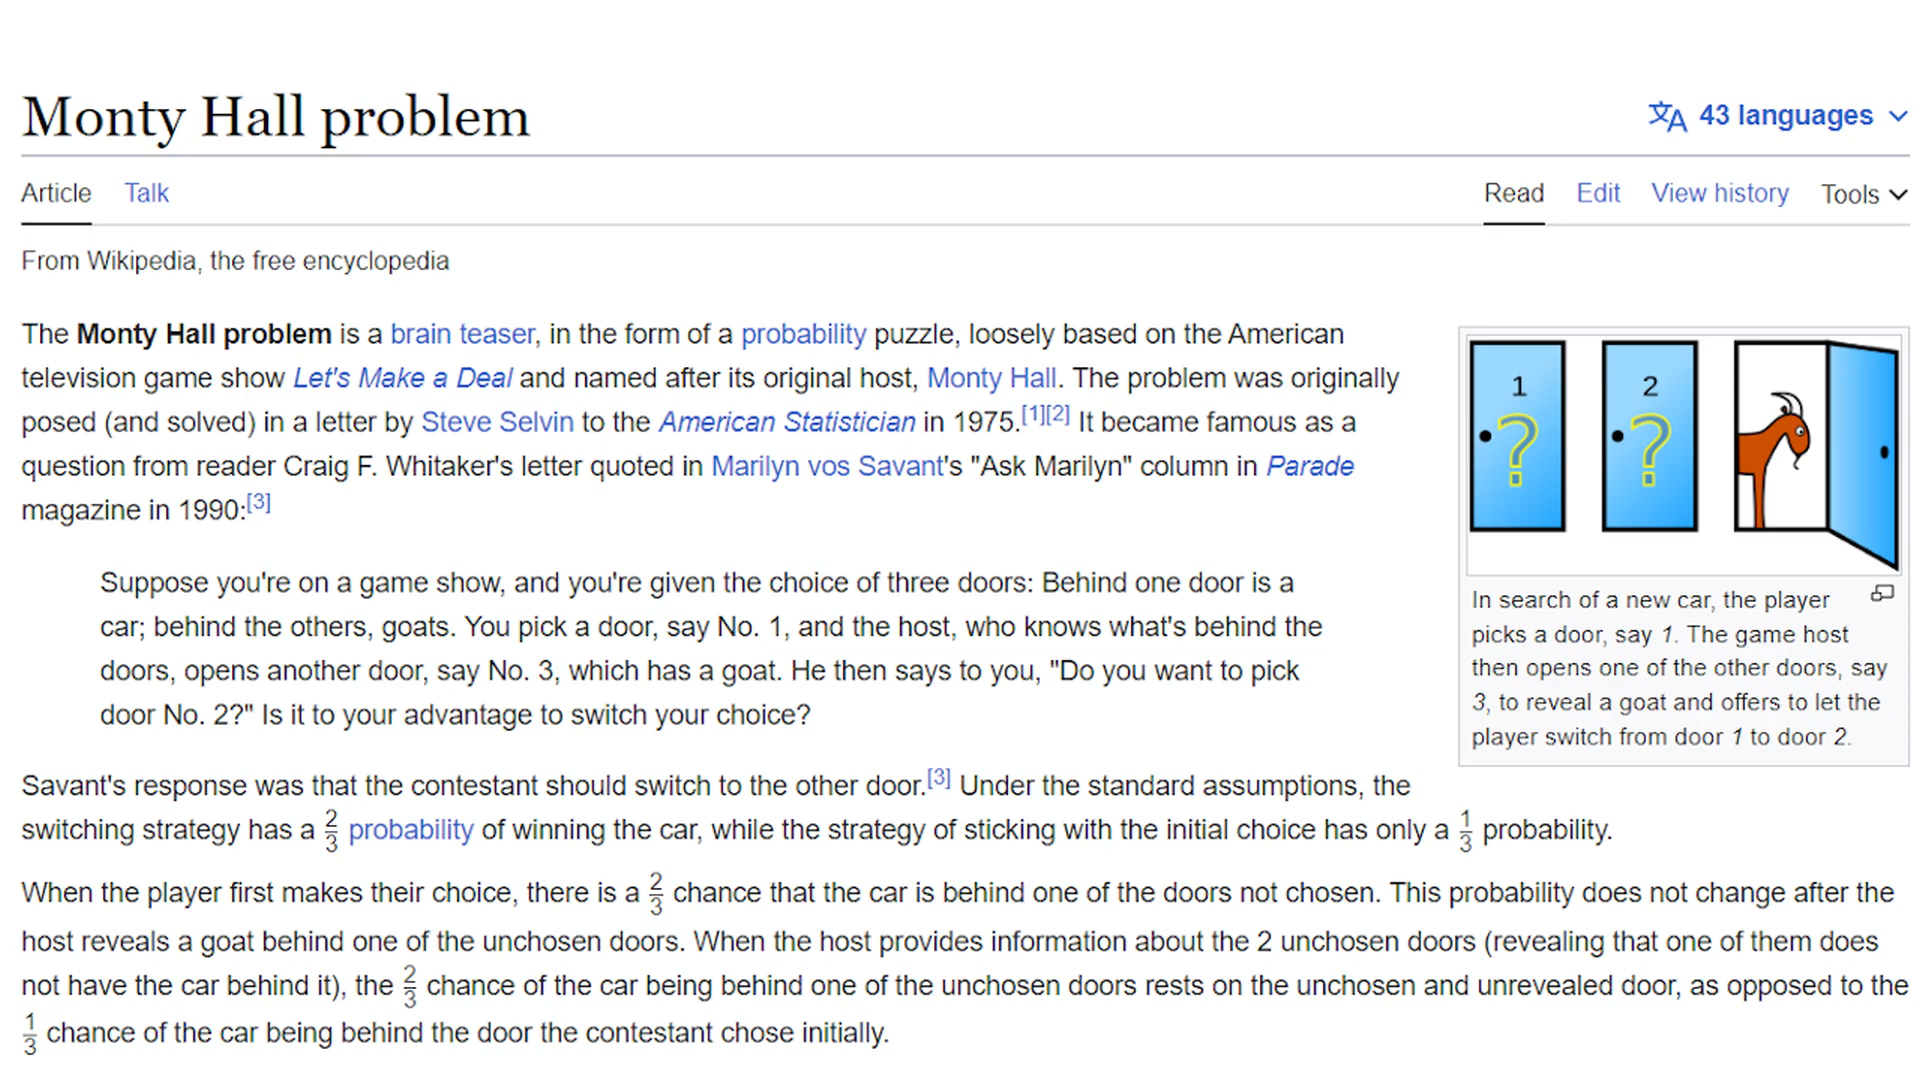 Monty Hall problem
43 languages
Article Talk
Read Edit View history Tools
From Wikipedia, the free encyclopedia
The Monty Hall problem is a brain teaser, in the form of a probability puzzle, loosely based on the American
television game show Let's Make a Deal and named after its original host, Monty Hall. The problem was originally
posed (and solved) in a letter by Steve Selvin to the American Statistician in 1975.[1][2] It became famous as a
question from reader Craig F. Whitaker's letter quoted in Marilyn vos Savant's "Ask Marilyn" column in Parade
magazine in 1990:[3]
Suppose you're on a game show, and you're given the choice of three doors: Behind one door is a
car; behind the others, goats. You pick a door, say No. 1, and the host, who knows what's behind the
doors, opens another door, say No. 3, which has a goat. He then says to you, "Do you want to pick
door No. 2?" Is it to your advantage to switch your choice?
1 2
? ?
In search of a new car, the player
picks a door, say 1. The game host
then opens one of the other doors, say
3, to reveal a goat and offers to let the
player switch from door 1 to door 2.
Savant's response was that the contestant should switch to the other door.[3] Under the standard assumptions, the
switching strategy has a 2/3 probability of winning the car, while the strategy of sticking with the initial choice has only a 1/3 probability.
When the player first makes their choice, there is a 2/3 chance that the car is behind one of the doors not chosen. This probability does not change after the
host reveals a goat behind one of the unchosen doors. When the host provides information about the 2 unchosen doors (revealing that one of them does
not have the car behind it), the 2/3 chance of the car being behind one of the unchosen doors rests on the unchosen and unrevealed door, as opposed to the
1/3 chance of the car being behind the door the contestant chose initially.